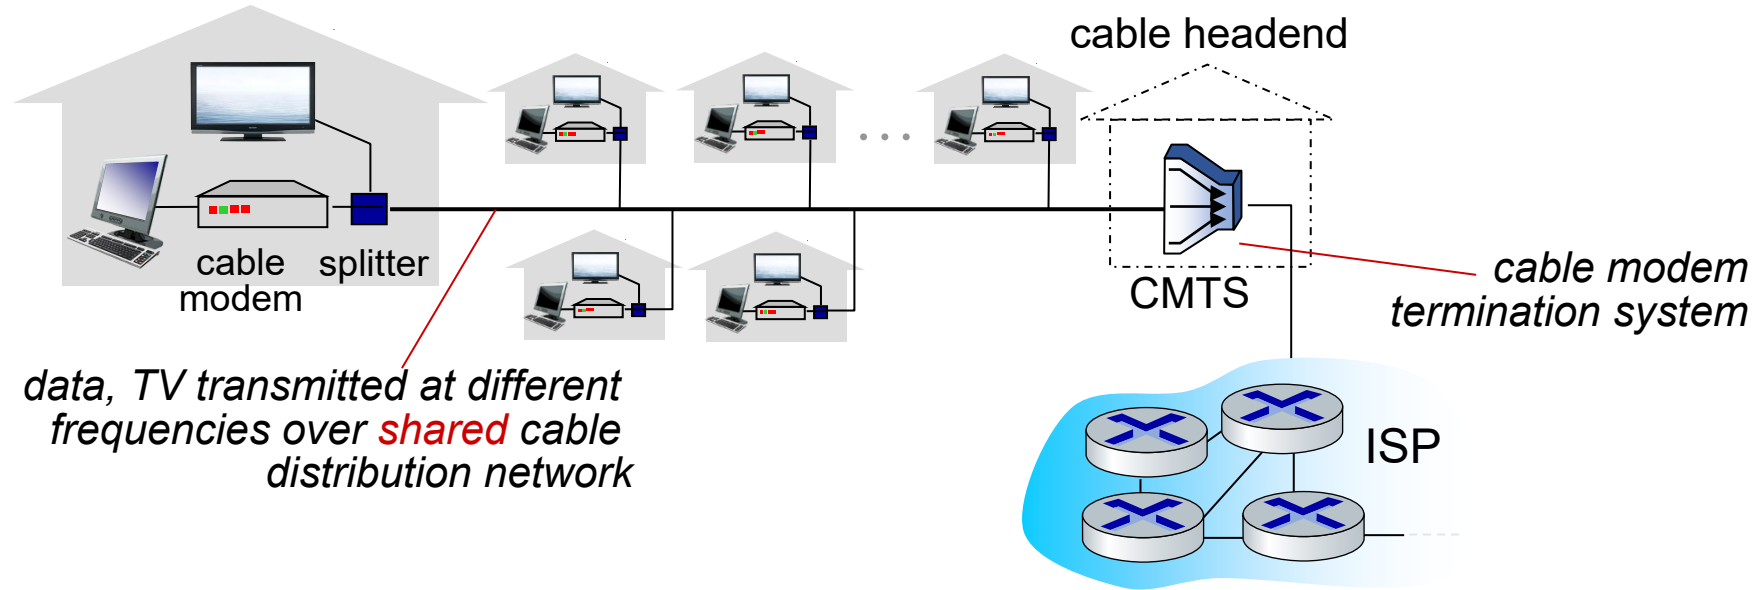 cable headend
cable
modem
splitter
CMTS
cable modem
termination system
data, TV transmitted at different
frequencies over shared cable
distribution network
ISP